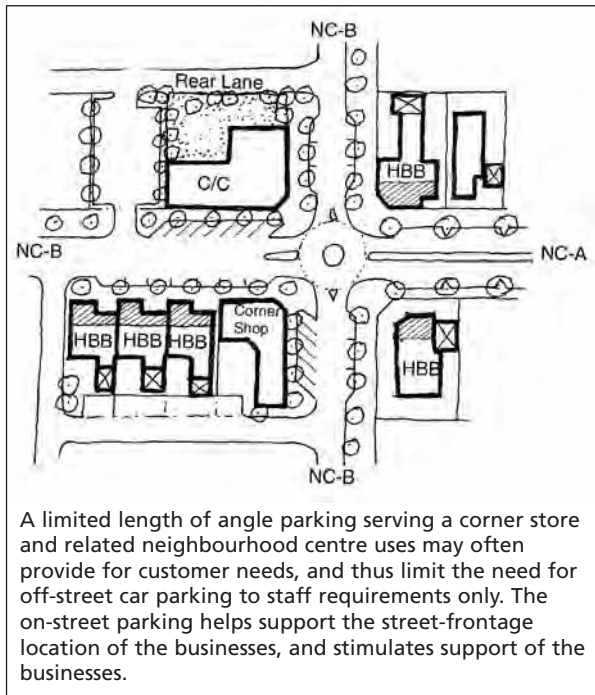 NC-B
Rear Lane
C/C
HBB
NC-B
NC-A
HBB
HBB
HBB
Corner
Shop
HBB
NC-B
A limited length of angle parking serving a corner store
and related neighbourhood centre uses may often
provide for customer needs, and thus limit the need for
off-street car parking to staff requirements only. The
on-street parking helps support the street-frontage
location of the businesses, and stimulates support of the
businesses.